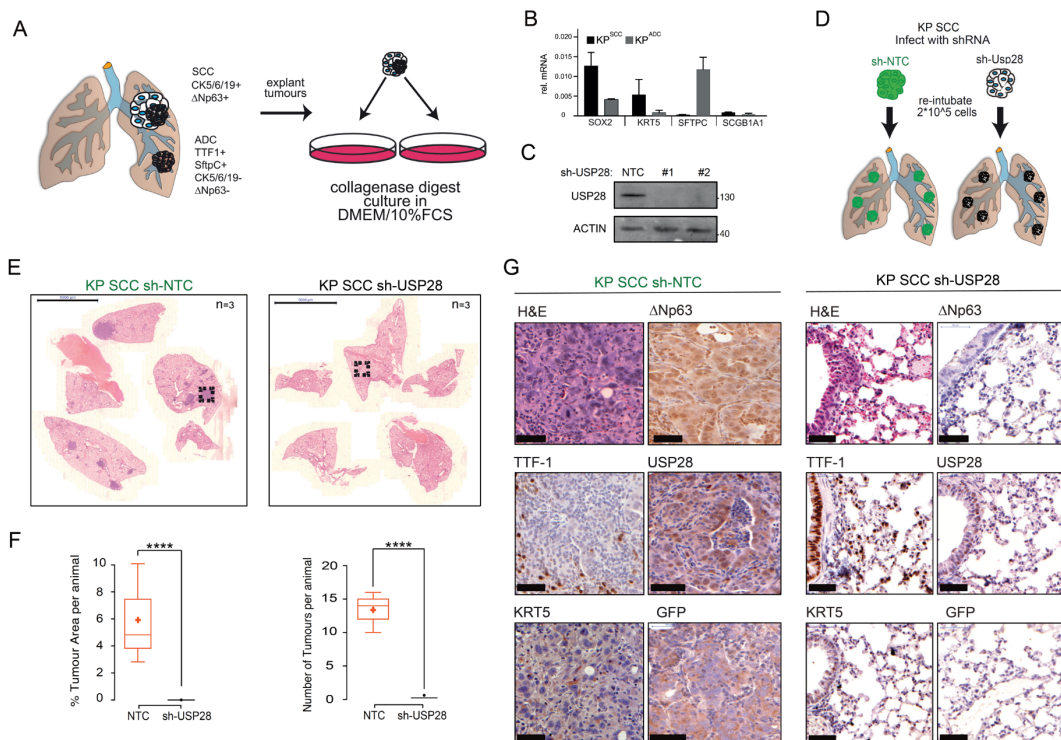 A
SCC
CK5/6/19+
ΔNp63+
ADC
TTF1+
SftpC+
CK5/6/19-
ΔNp63-
explant
tumours
collagenase digest
culture in
DMEM/10%FCS
B
KP^SCC KP^ADC
rel. mRNA
0.015
0.010
0.005
0
SOX2 KRT5 SFTPC SCGB1A1
C
sh-USP28: NTC #1 #2
USP28
130
ACTIN
40
D
KP SCC
Infect with shRNA
sh-NTC sh-Usp28
re-intubate
2*10^5 cells
E
KP SCC sh-NTC
n=3
KP SCC sh-USP28
n=3
F
% Tumour Area per animal
10
8
6
4
2
0
****
NTC sh-USP28
Number of Tumours per animal
20
15
10
5
0
****
NTC sh-USP28
G
KP SCC sh-NTC
H&E ΔNp63
TTF-1 USP28
KRT5 GFP
KP SCC sh-USP28
H&E ΔNp63
TTF-1 USP28
KRT5 GFP